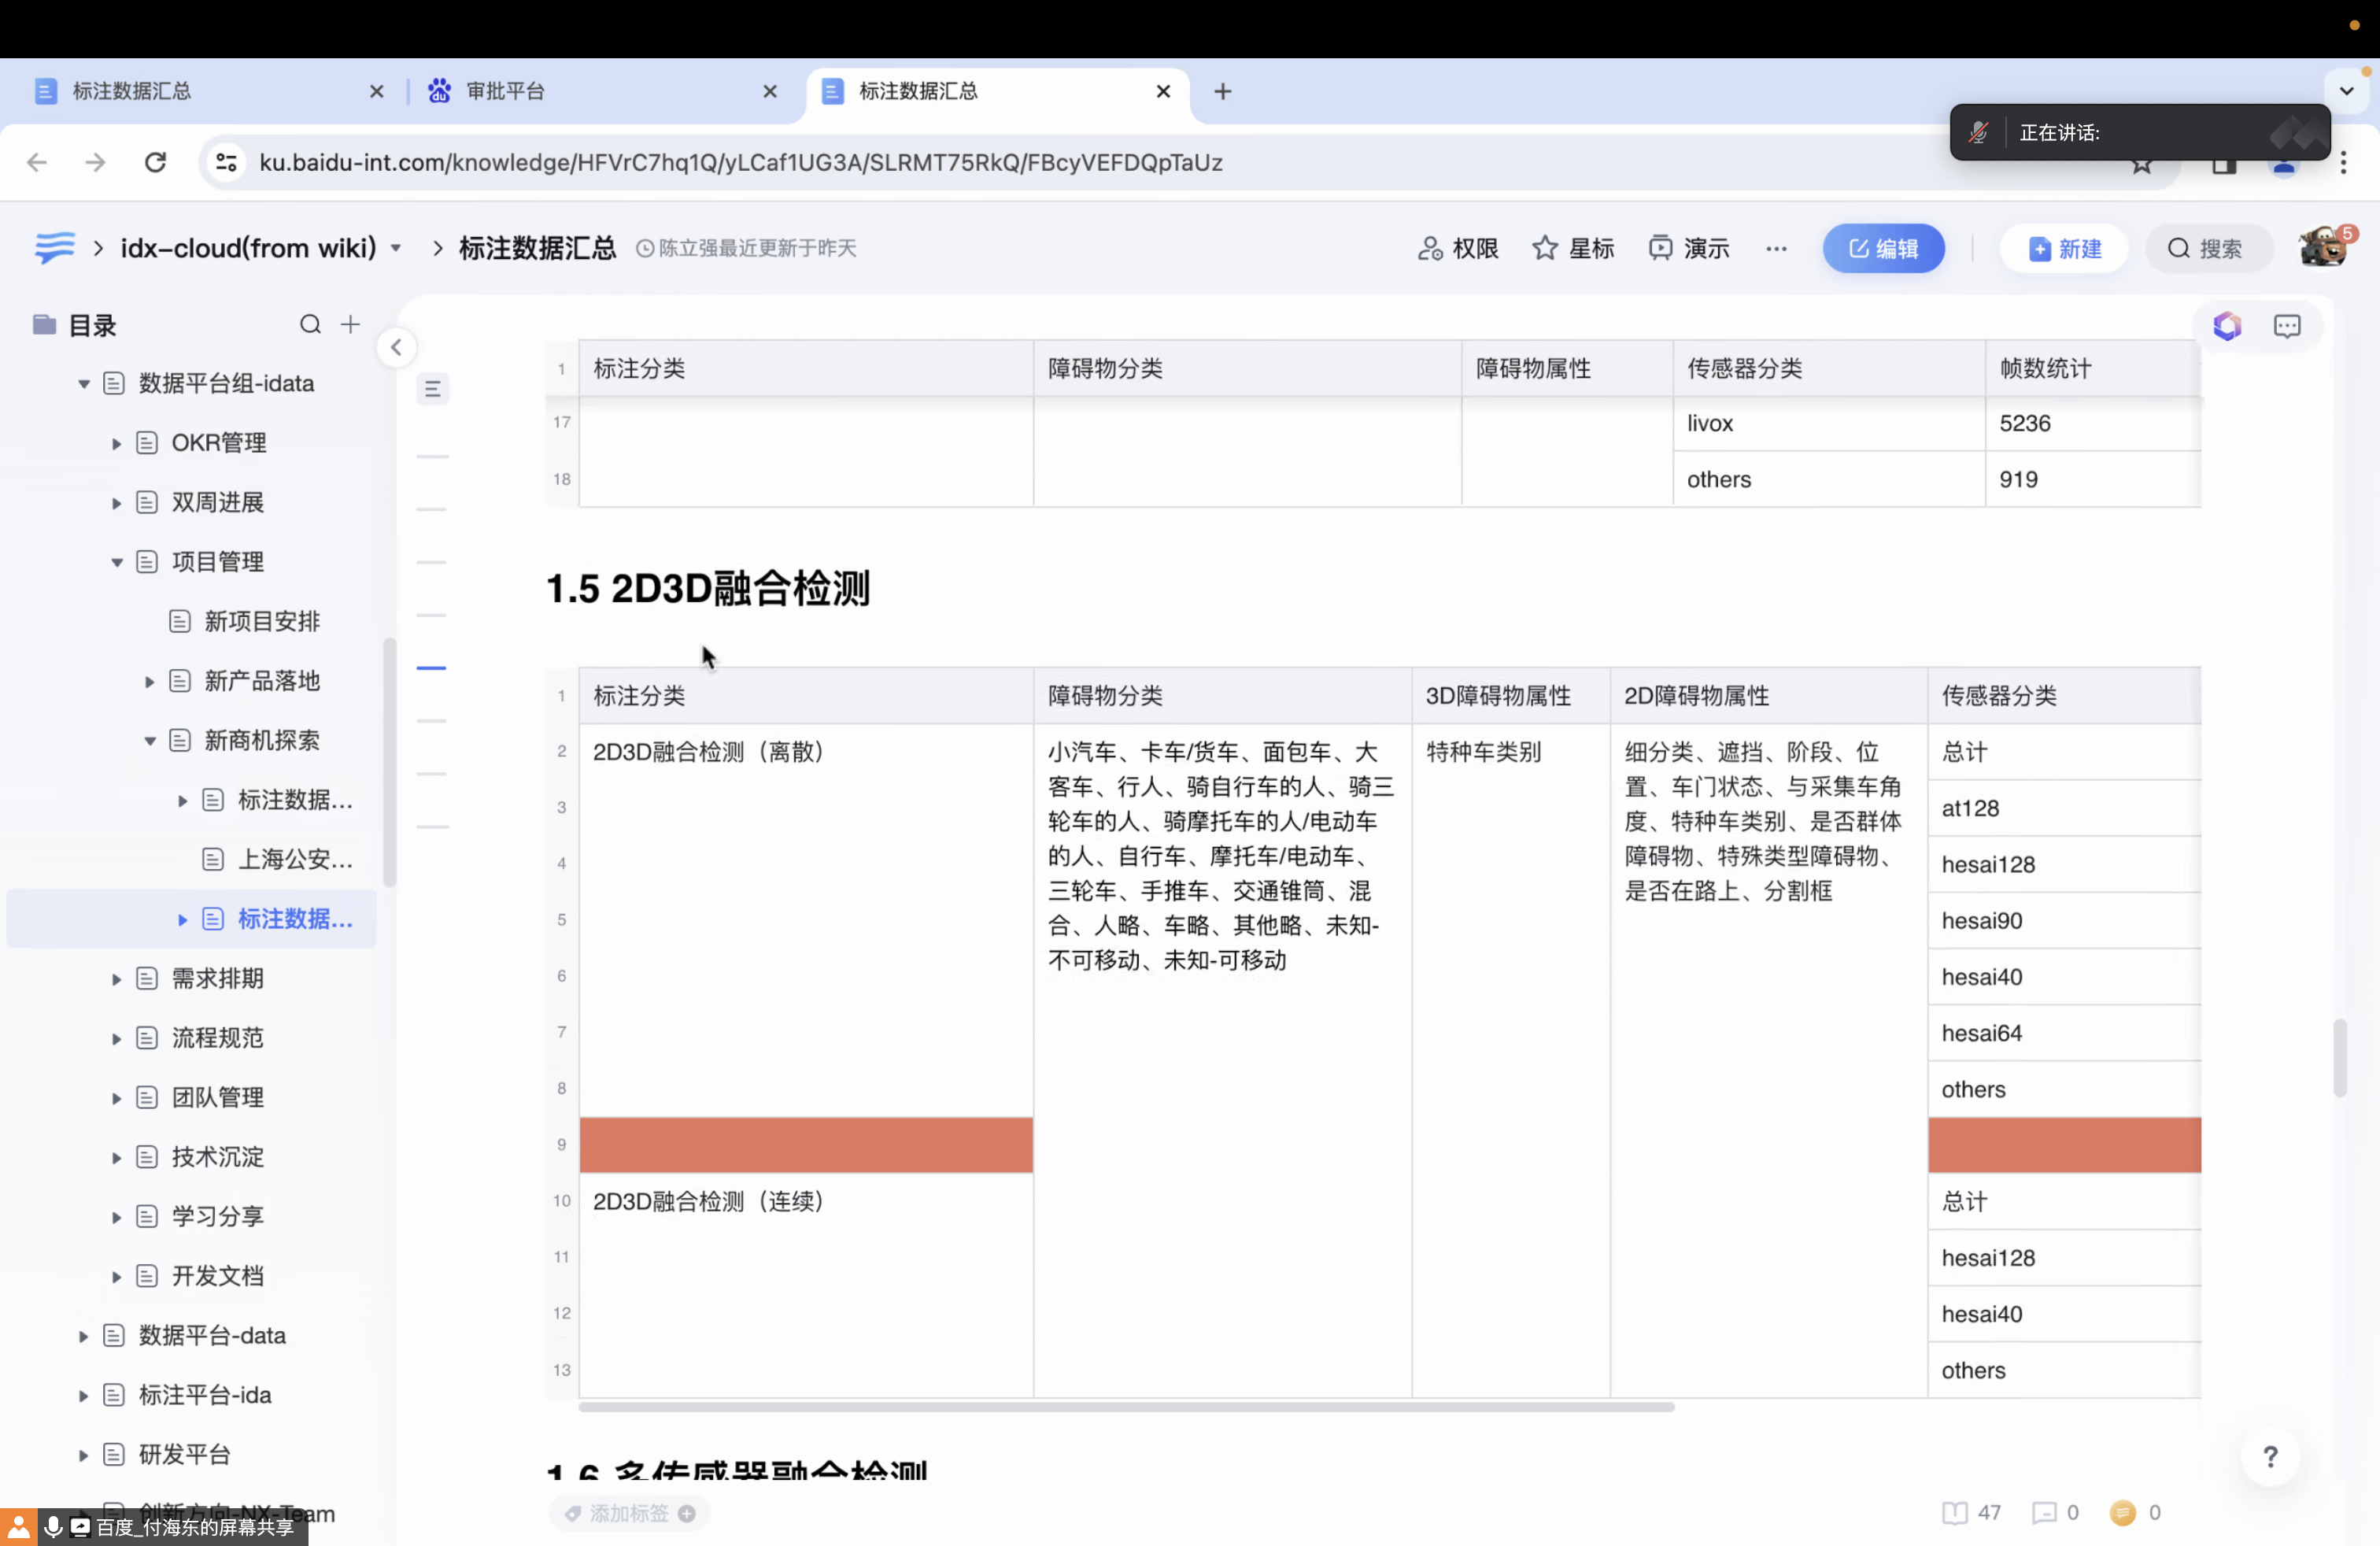 标注数据汇总
审批平台
标注数据汇总
正在讲话:
ku.baidu-int.com/knowledge/HFVrC7hq1Q/yLCaf1UG3A/SLRMT75RkQ/FBcyVEFDQpTaUz
idx-cloud(from wiki)
标注数据汇总
陈立强最近更新于昨天
权限
星标
演示
编辑
新建
搜索
5
目录
数据平台组-idata
OKR管理
双周进展
项目管理
新项目安排
新产品落地
新商机探索
标注数据...
上海公安...
标注数据...
需求排期
流程规范
团队管理
技术沉淀
学习分享
开发文档
数据平台-data
标注平台-ida
研发平台
创新方向-NX-Team
百度_付海东的屏幕共享
1 标注分类 障碍物分类 障碍物属性 传感器分类 帧数统计
17 livox 5236
18 others 919
1.5 2D3D融合检测
1 标注分类 障碍物分类 3D障碍物属性 2D障碍物属性 传感器分类
2 2D3D融合检测（离散）
小汽车、卡车/货车、面包车、大
客车、行人、骑自行车的人、骑三
轮车的人、骑摩托车的人/电动车
的人、自行车、摩托车/电动车、
三轮车、手推车、交通锥筒、混
合、人略、车略、其他略、未知-
不可移动、未知-可移动
特种车类别
细分类、遮挡、阶段、位
置、车门状态、与采集车角
度、特种车类别、是否群体
障碍物、特殊类型障碍物、
是否在路上、分割框
总计
3 at128
4 hesai128
5 hesai90
6 hesai40
7 hesai64
8 others
9
10 2D3D融合检测（连续） 总计
11 hesai128
12 hesai40
13 others
1.6 多传感器融合检测
添加标签
47
0
0
?